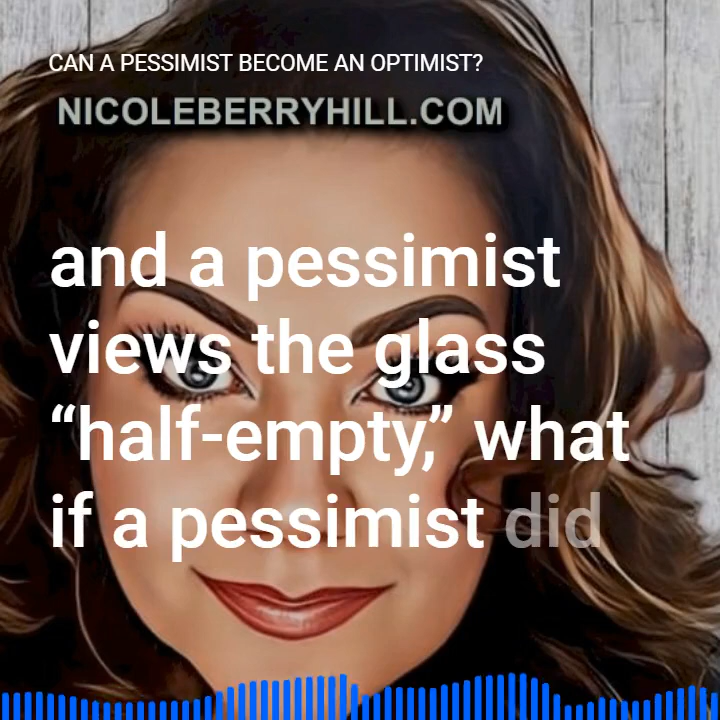 CAN A PESSIMIST BECOME AN OPTIMIST?
NICOLEBERRYHILL.COM
and a pessimist
views the glass
“half-empty,” what
if a pessimist did